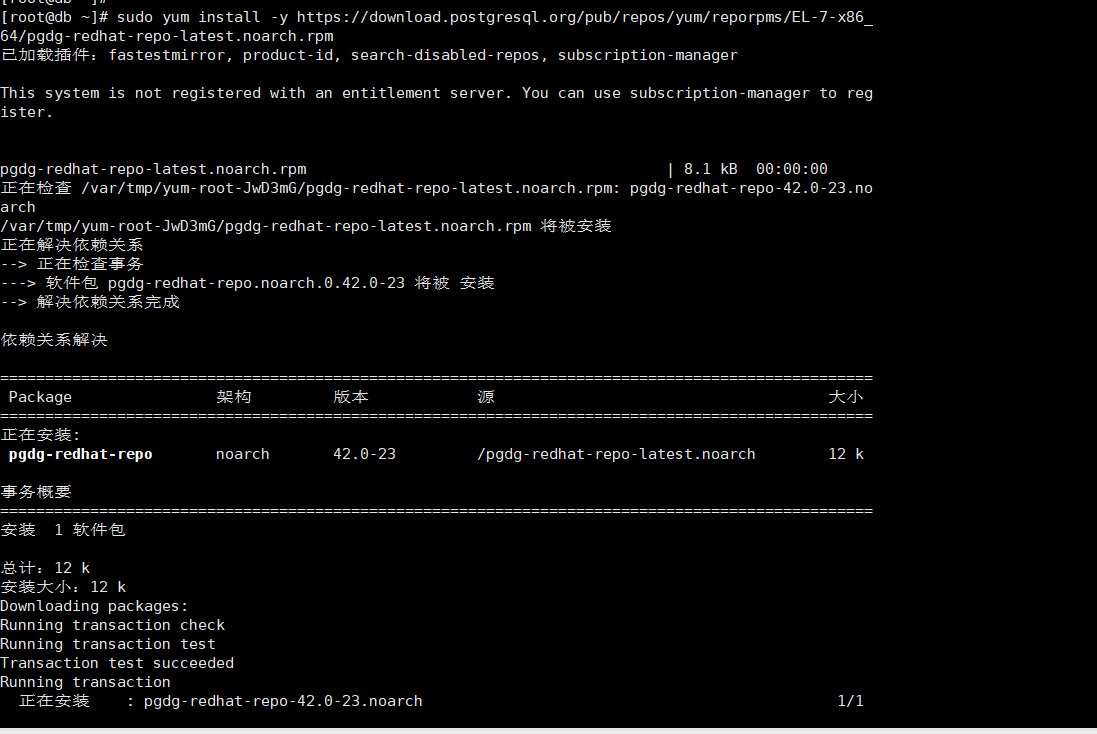 [root@db ~]#
[root@db ~]# sudo yum install -y https://download.postgresql.org/pub/repos/yum/reporpms/EL-7-x86_
64/pgdg-redhat-repo-latest.noarch.rpm
已加载插件：fastestmirror, product-id, search-disabled-repos, subscription-manager
This system is not registered with an entitlement server. You can use subscription-manager to reg
ister.
pgdg-redhat-repo-latest.noarch.rpm | 8.1 kB 00:00:00
正在检查 /var/tmp/yum-root-JwD3mG/pgdg-redhat-repo-latest.noarch.rpm: pgdg-redhat-repo-42.0-23.no
arch
/var/tmp/yum-root-JwD3mG/pgdg-redhat-repo-latest.noarch.rpm 将被安装
正在解决依赖关系
--> 正在检查事务
---> 软件包 pgdg-redhat-repo.noarch.0.42.0-23 将被 安装
--> 解决依赖关系完成
依赖关系解决
=================================================================================================
Package 架构 版本 源 大小
=================================================================================================
正在安装:
pgdg-redhat-repo noarch 42.0-23 /pgdg-redhat-repo-latest.noarch 12 k
事务概要
=================================================================================================
安装 1 软件包
总计：12 k
安装大小：12 k
Downloading packages:
Running transaction check
Running transaction test
Transaction test succeeded
Running transaction
正在安装 : pgdg-redhat-repo-42.0-23.noarch 1/1